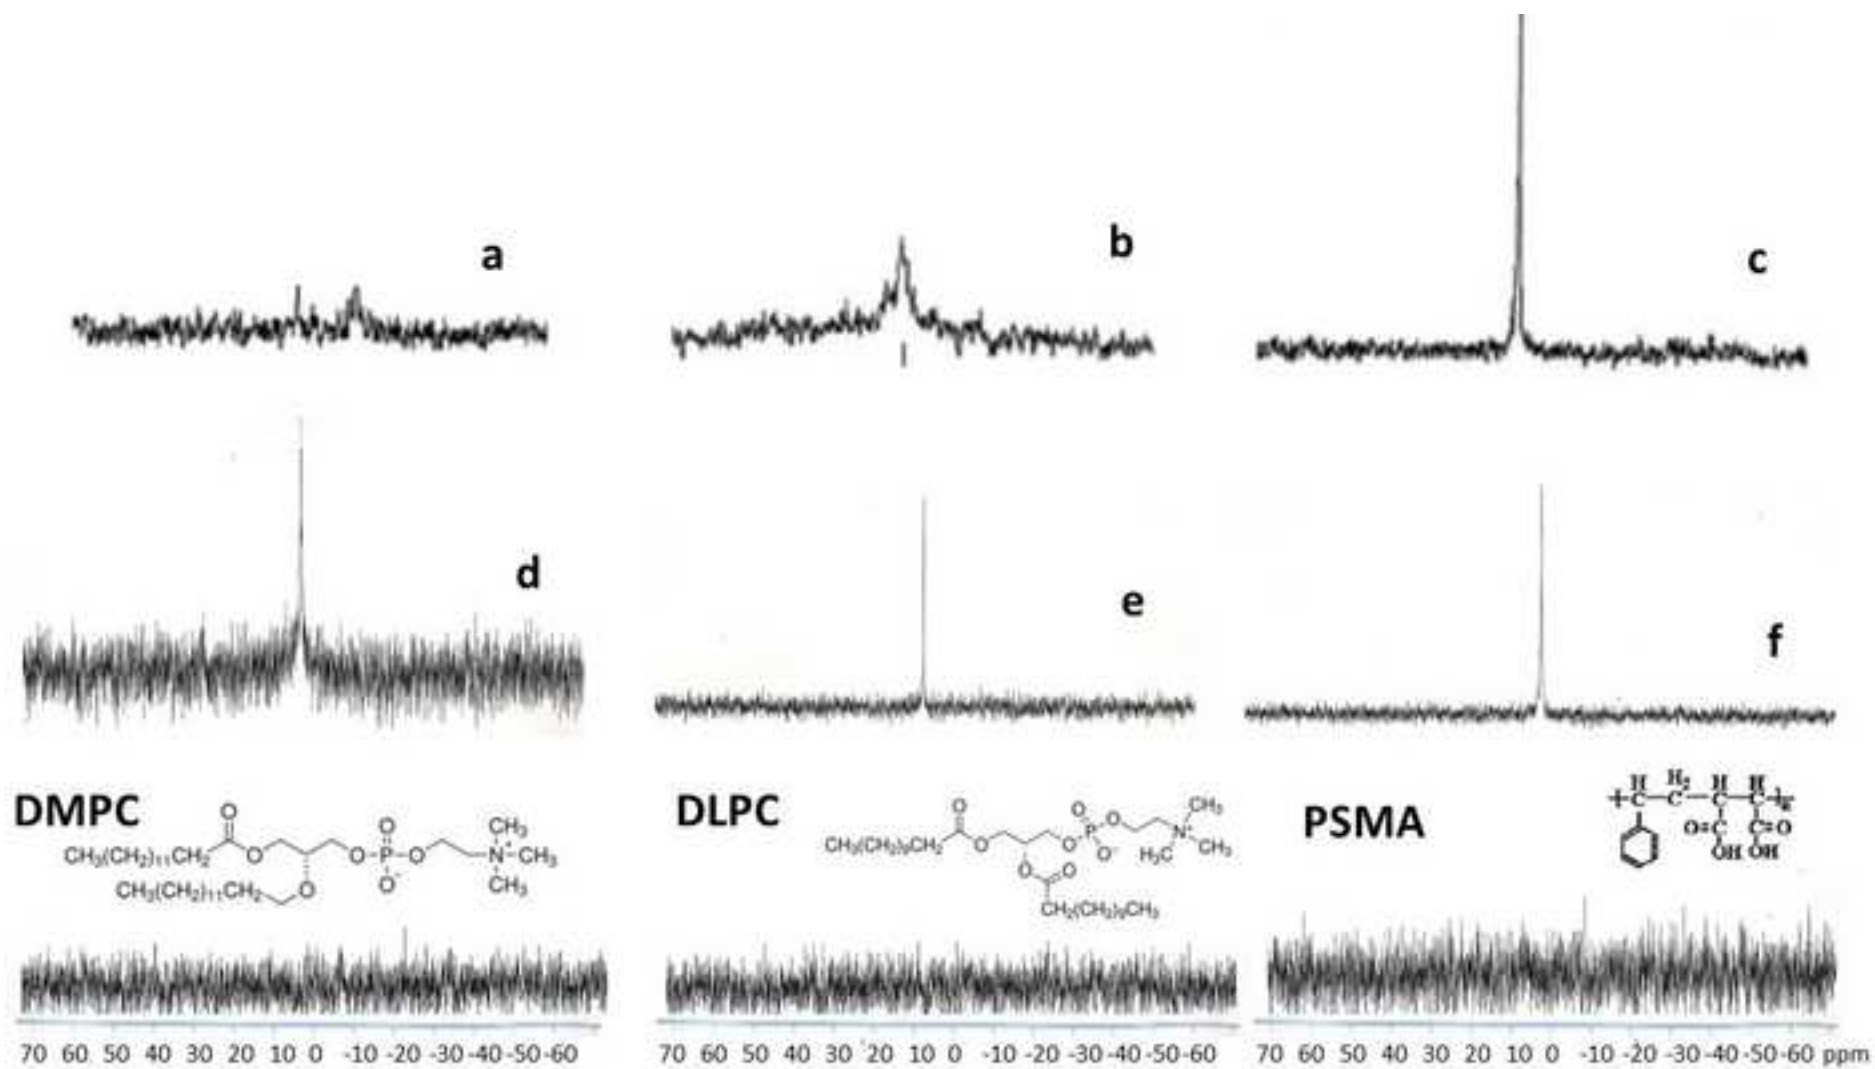 a
b
c
d
e
f
DMPC
CH₃(CH₂)₁₁CH₂
O
O
O
P
O
O
O⁻
N⁺
CH₃
CH₃
CH₃
CH₃(CH₂)₁₁CH₂
O
DLPC
CH₃(CH₂)₉CH₂
O
O
O
P
O
O
O⁻
N⁺
CH₃
CH₃
H₃C
O
O
CH₂(CH₂)₉CH₃
PSMA
H
H₂
H
H
C
C
C
C
O=C
C=O
OH
OH
70 60 50 40 30 20 10 0 -10 -20 -30 -40 -50 -60
70 60 50 40 30 20 10 0 -10 -20 -30 -40 -50 -60
70 60 50 40 30 20 10 0 -10 -20 -30 -40 -50 -60 ppm